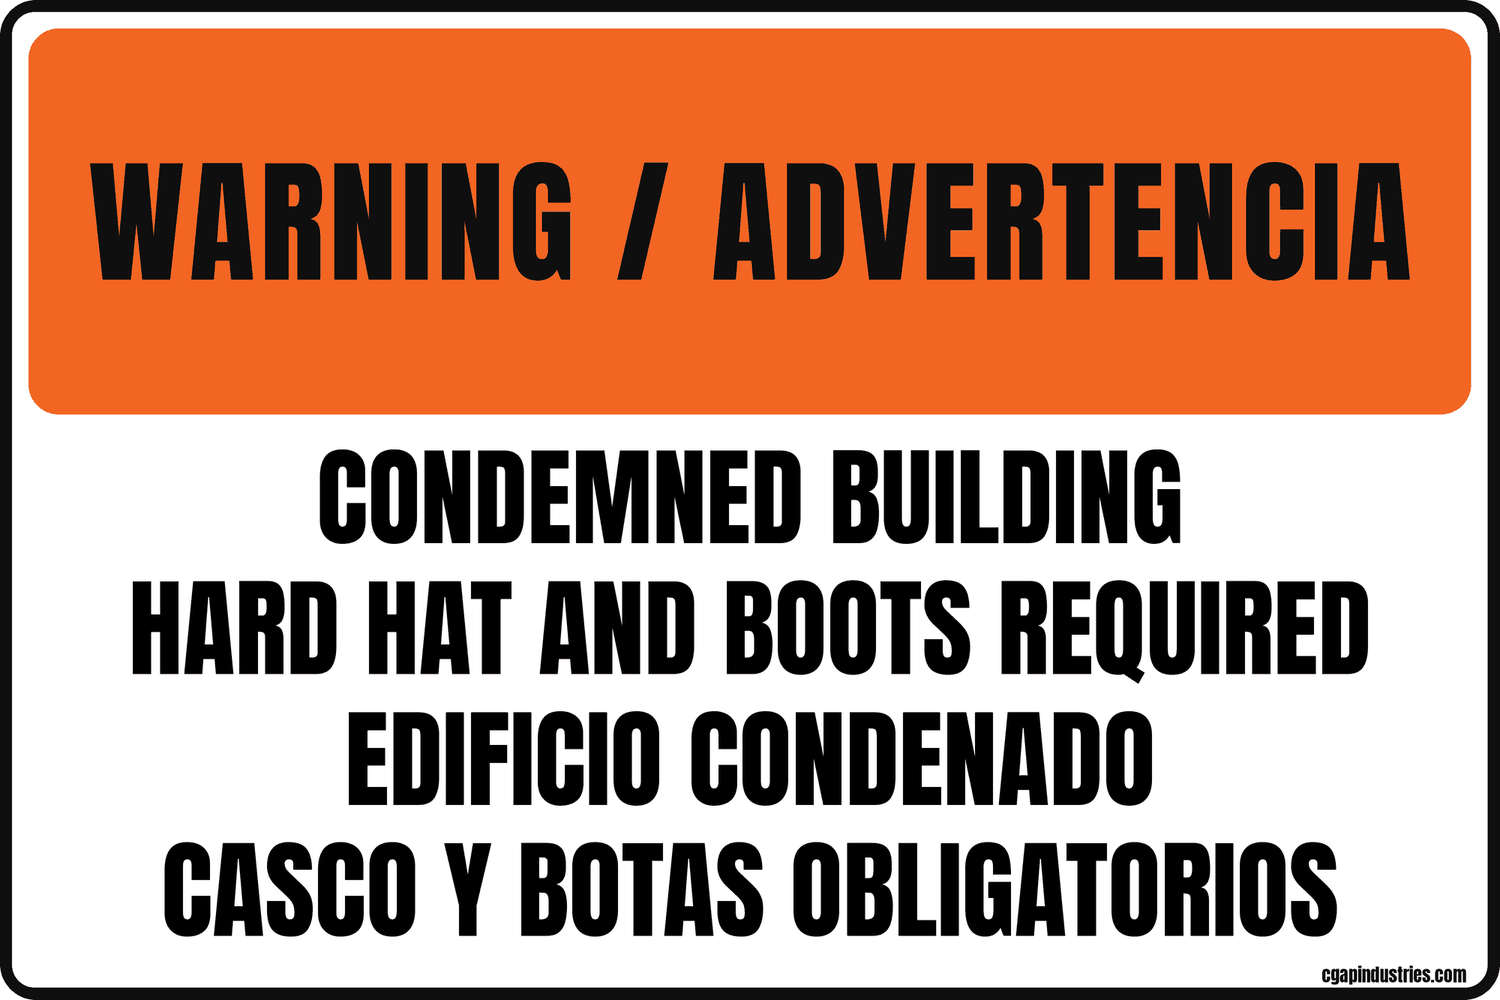 WARNING / ADVERTENCIA
CONDEMNED BUILDING
HARD HAT AND BOOTS REQUIRED
EDIFICIO CONDENADO
CASCO Y BOTAS OBLIGATORIOS
cgapindustries.com